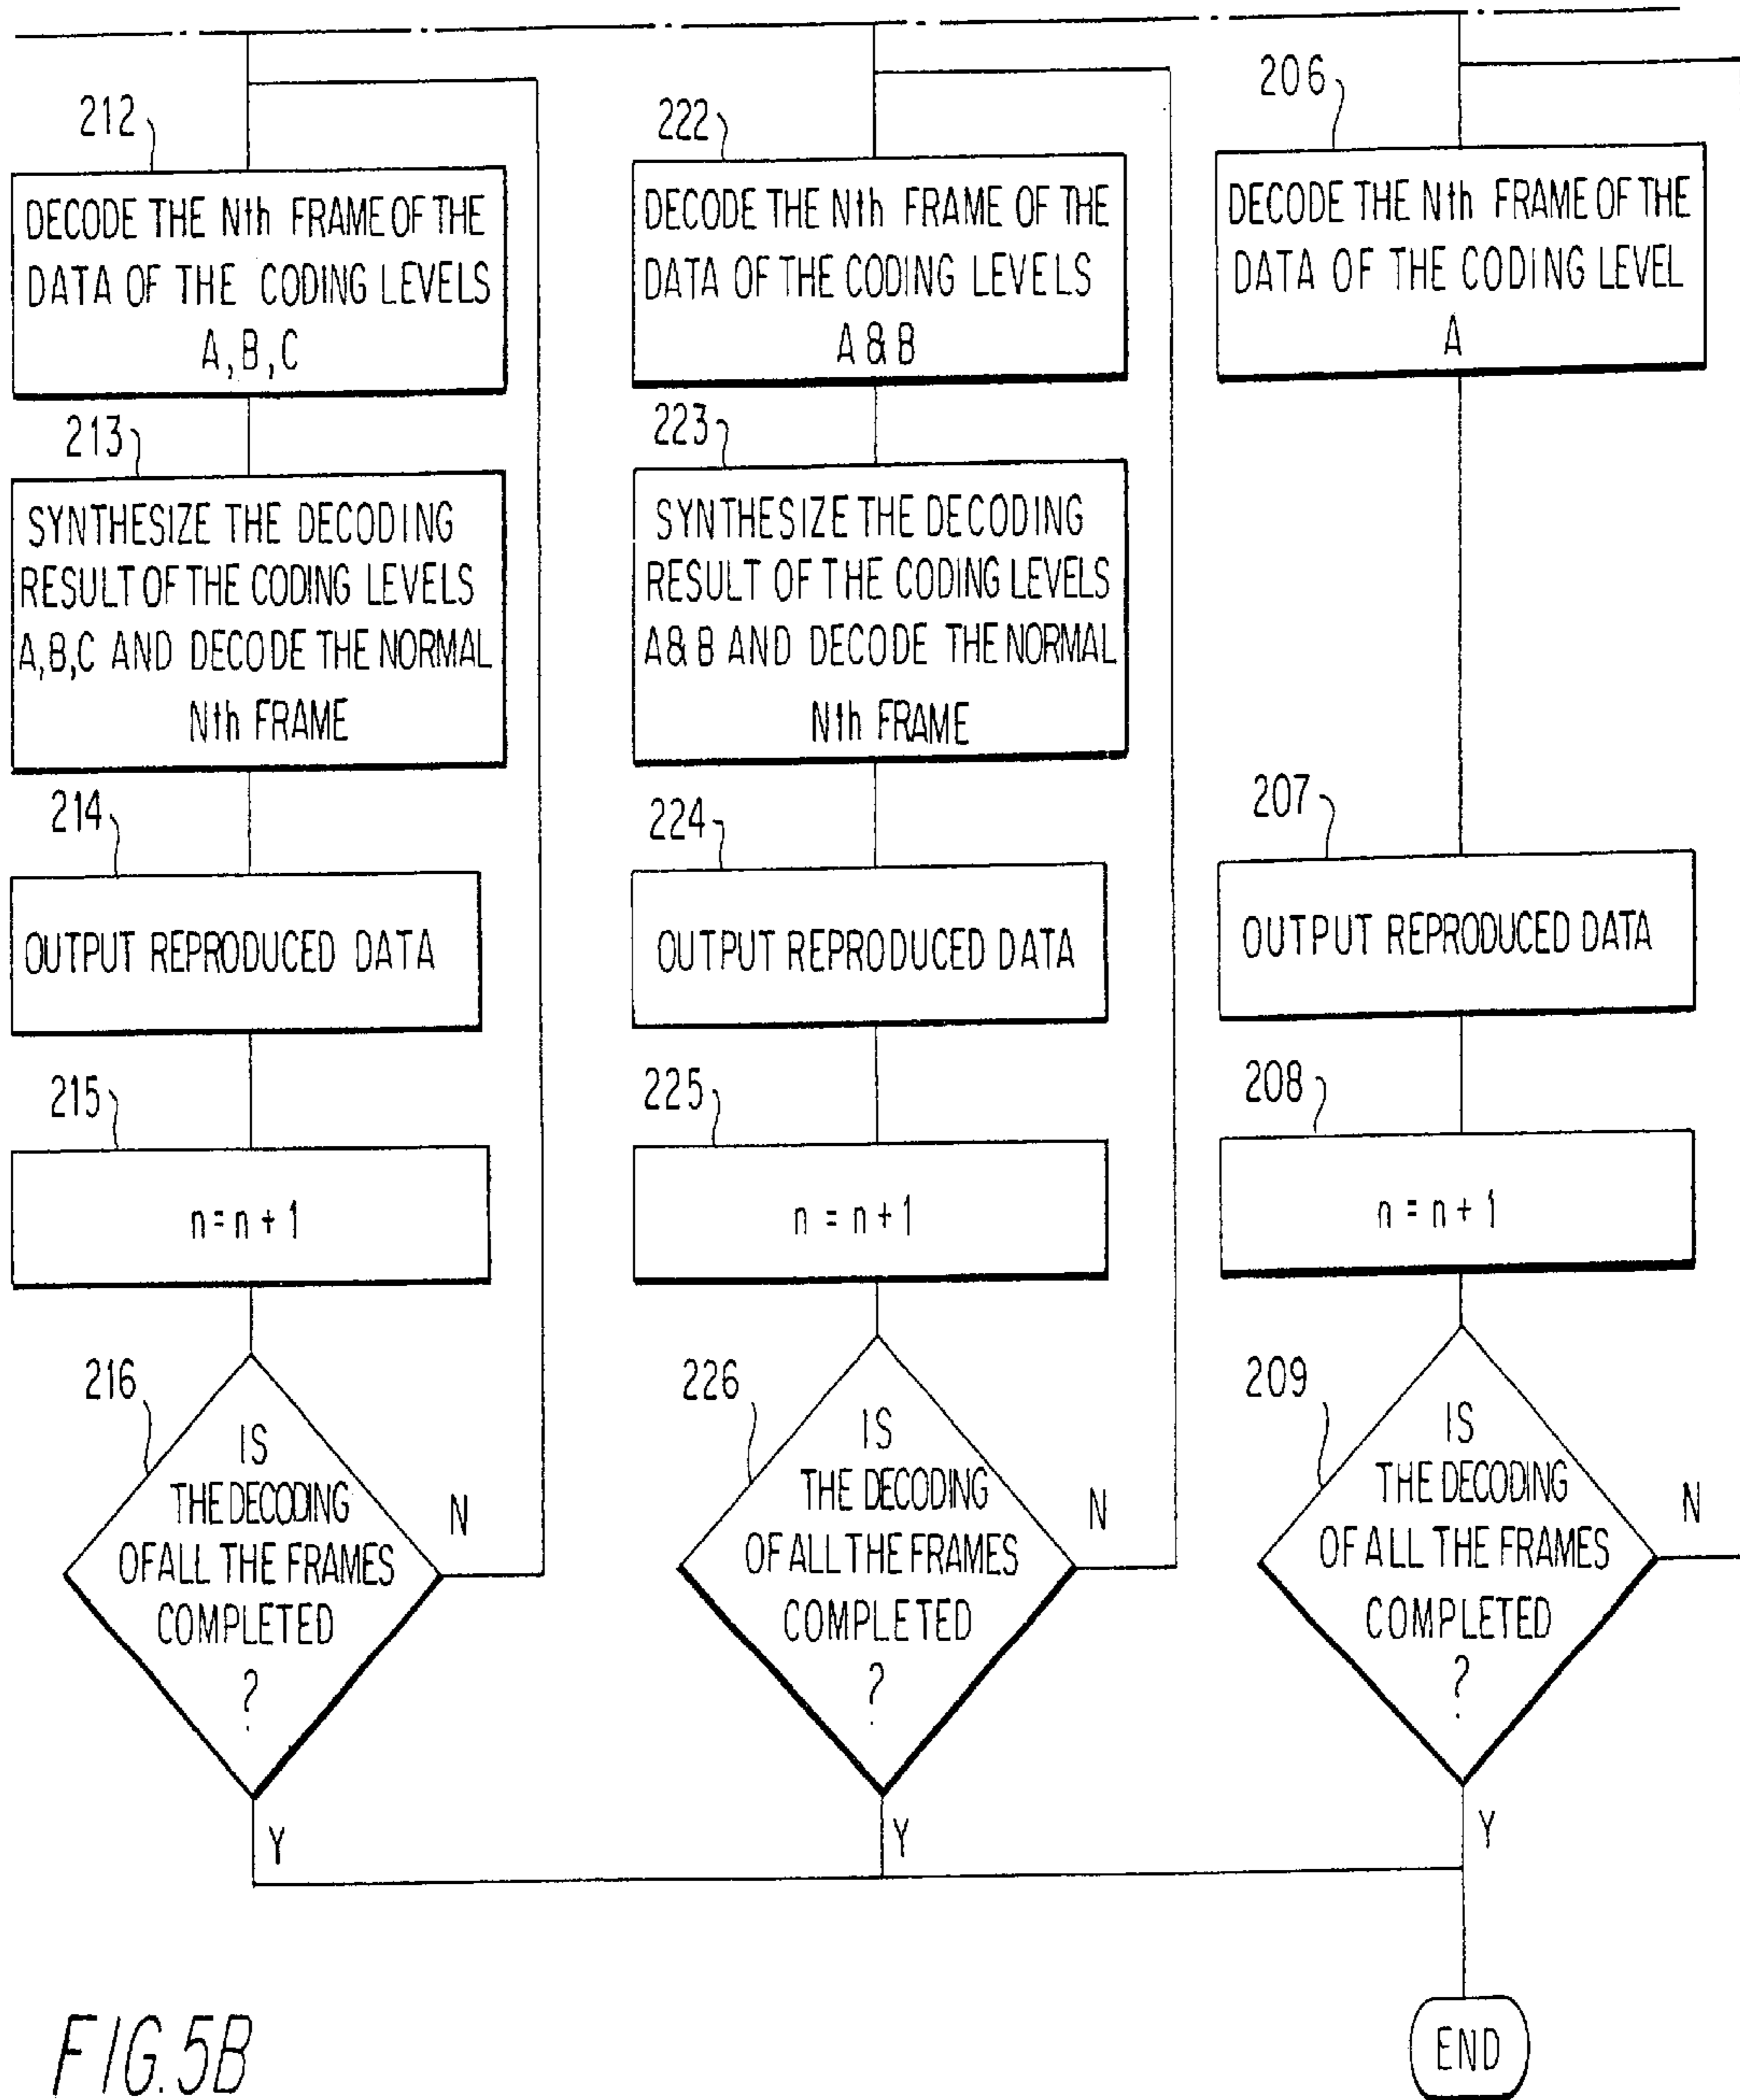 212
DECODE THE Nth FRAME OF THE
DATA OF THE CODING LEVELS
A, B, C
213
SYNTHESIZE THE DECODING
RESULT OF THE CODING LEVELS
A, B, C AND DECODE THE NORMAL
Nth FRAME
214
OUTPUT REPRODUCED DATA
215
n = n + 1
216
IS
THE DECODING
OF ALL THE FRAMES
COMPLETED
?
N
Y
222
DECODE THE Nth FRAME OF THE
DATA OF THE CODING LEVELS
A & B
223
SYNTHESIZE THE DECODING
RESULT OF THE CODING LEVELS
A & B AND DECODE THE NORMAL
Nth FRAME
224
OUTPUT REPRODUCED DATA
225
n = n + 1
226
IS
THE DECODING
OF ALL THE FRAMES
COMPLETED
?
N
Y
206
DECODE THE Nth FRAME OF THE
DATA OF THE CODING LEVEL
A
207
OUTPUT REPRODUCED DATA
208
n = n + 1
209
IS
THE DECODING
OF ALL THE FRAMES
COMPLETED
?
N
Y
END
FIG. 5B